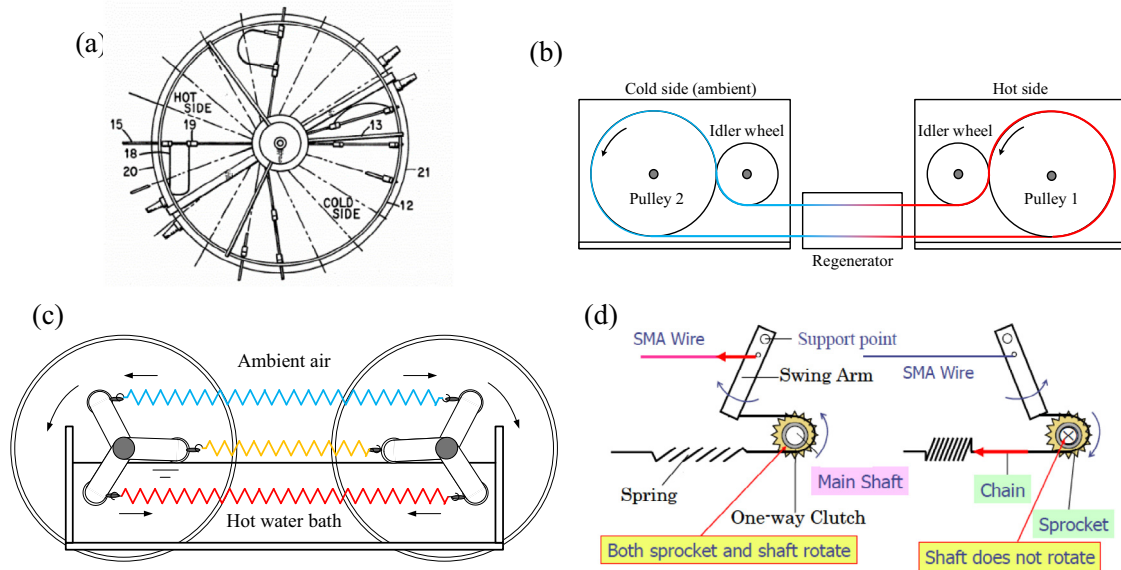 (a)
HOT
SIDE
15
19
18
20
13
21
12
COLD
SIDE
(b)
Cold side (ambient)
Hot side
Idler wheel
Idler wheel
Pulley 2
Pulley 1
Regenerator
(c)
Ambient air
Hot water bath
(d)
SMA Wire
Support point
Swing Arm
SMA Wire
Spring
Main Shaft
One-way Clutch
Both sprocket and shaft rotate
Chain
Sprocket
Shaft does not rotate